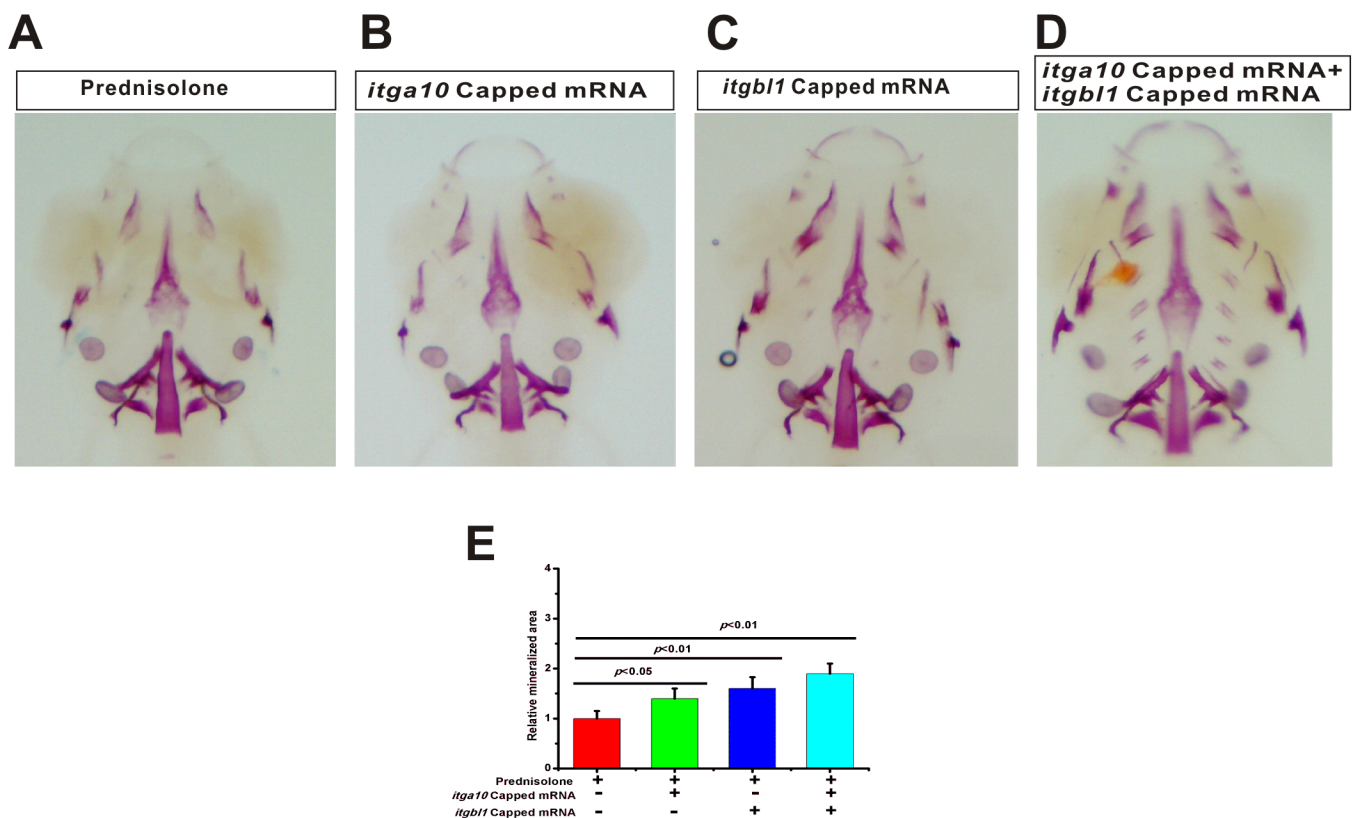 A
B
C
D
Prednisolone
itga10 Capped mRNA
itgbl1 Capped mRNA
itga10 Capped mRNA+
itgbl1 Capped mRNA
E
Relative mineralized area
4
3
2
1
0
p<0.01
p<0.01
p<0.05
Prednisolone + + + +
itga10 Capped mRNA - + - +
itgbl1 Capped mRNA - - + +